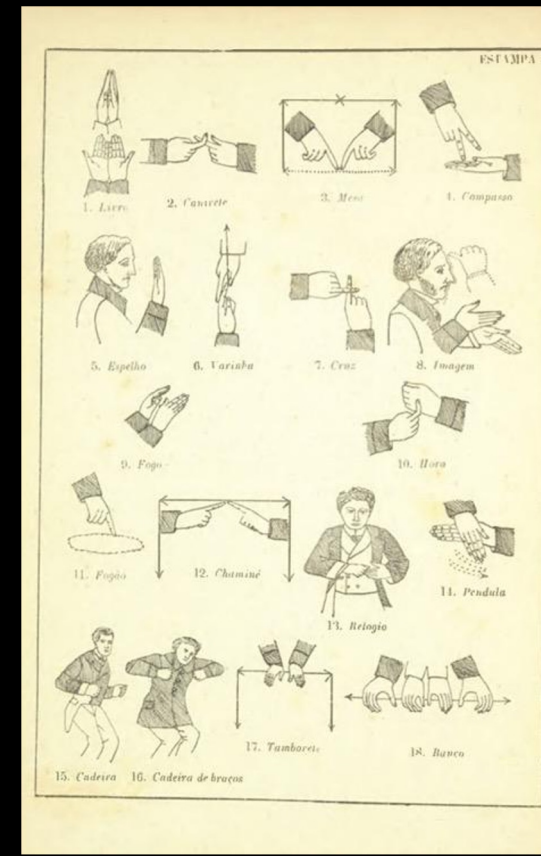 ESTAMPA
1. Livro
2. Canivete
3. Mesa
4. Compasso
5. Espelho
6. Varinha
7. Cruz
8. Imagem
9. Fogo
10. Hora
11. Fogão
12. Chaminé
13. Relogio
14. Pendula
15. Cadeira
16. Cadeira de braços
17. Tamborete
18. Banco